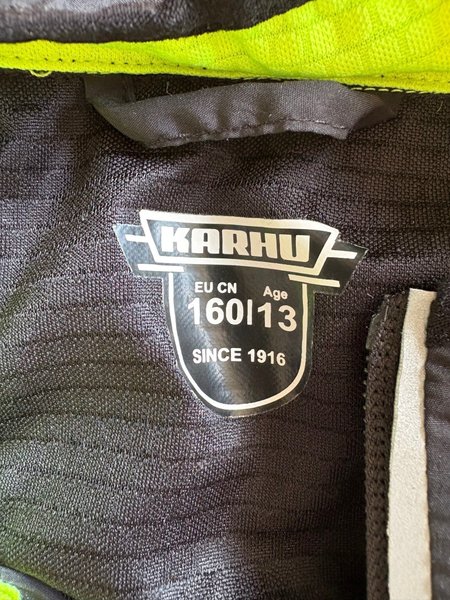 KARHU
EU CN Age
160/13
SINCE 1916